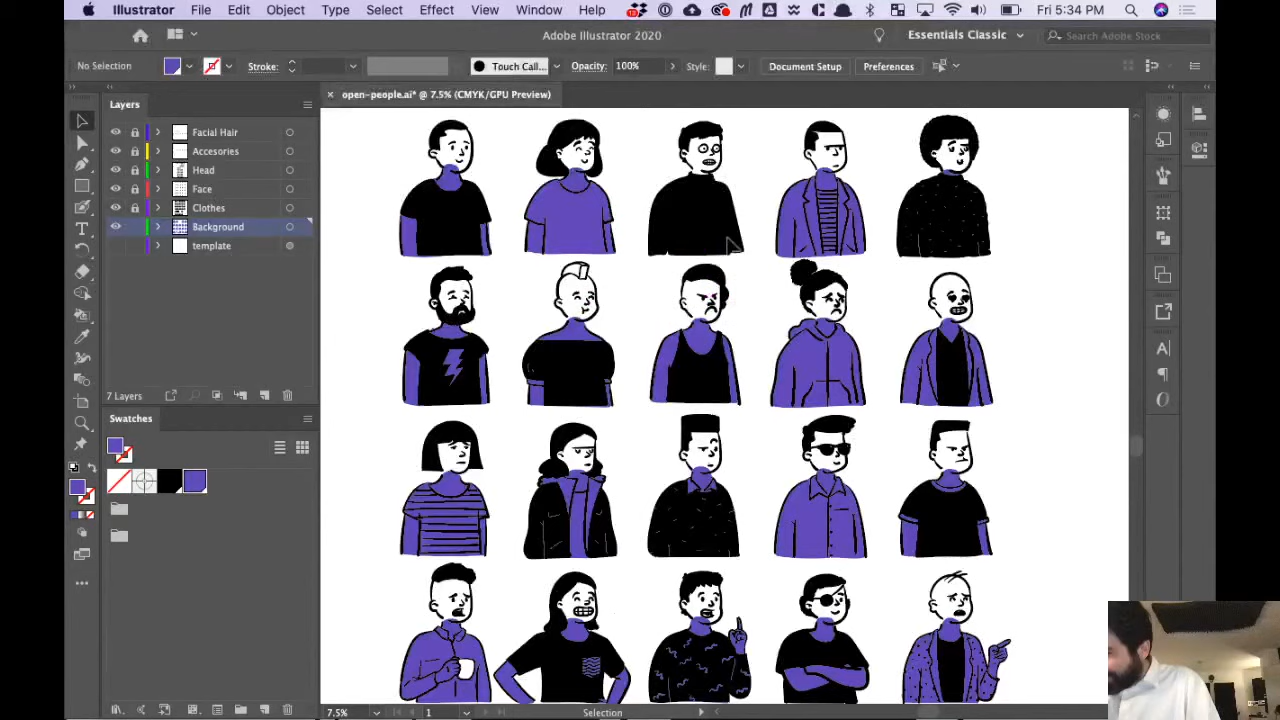 Illustrator File Edit Object Type Select Effect View Window Help Fri 5:34 PM
Adobe Illustrator 2020 Essentials Classic Search Adobe Stock
No Selection Stroke: Touch Call... Opacity: 100% Style: Document Setup Preferences
Layers
open-people.ai* @ 7.5% (CMYK/GPU Preview)
Facial Hair
Accesories
Head
Face
Clothes
Background
template
7 Layers
Swatches
7.5% 1 Selection